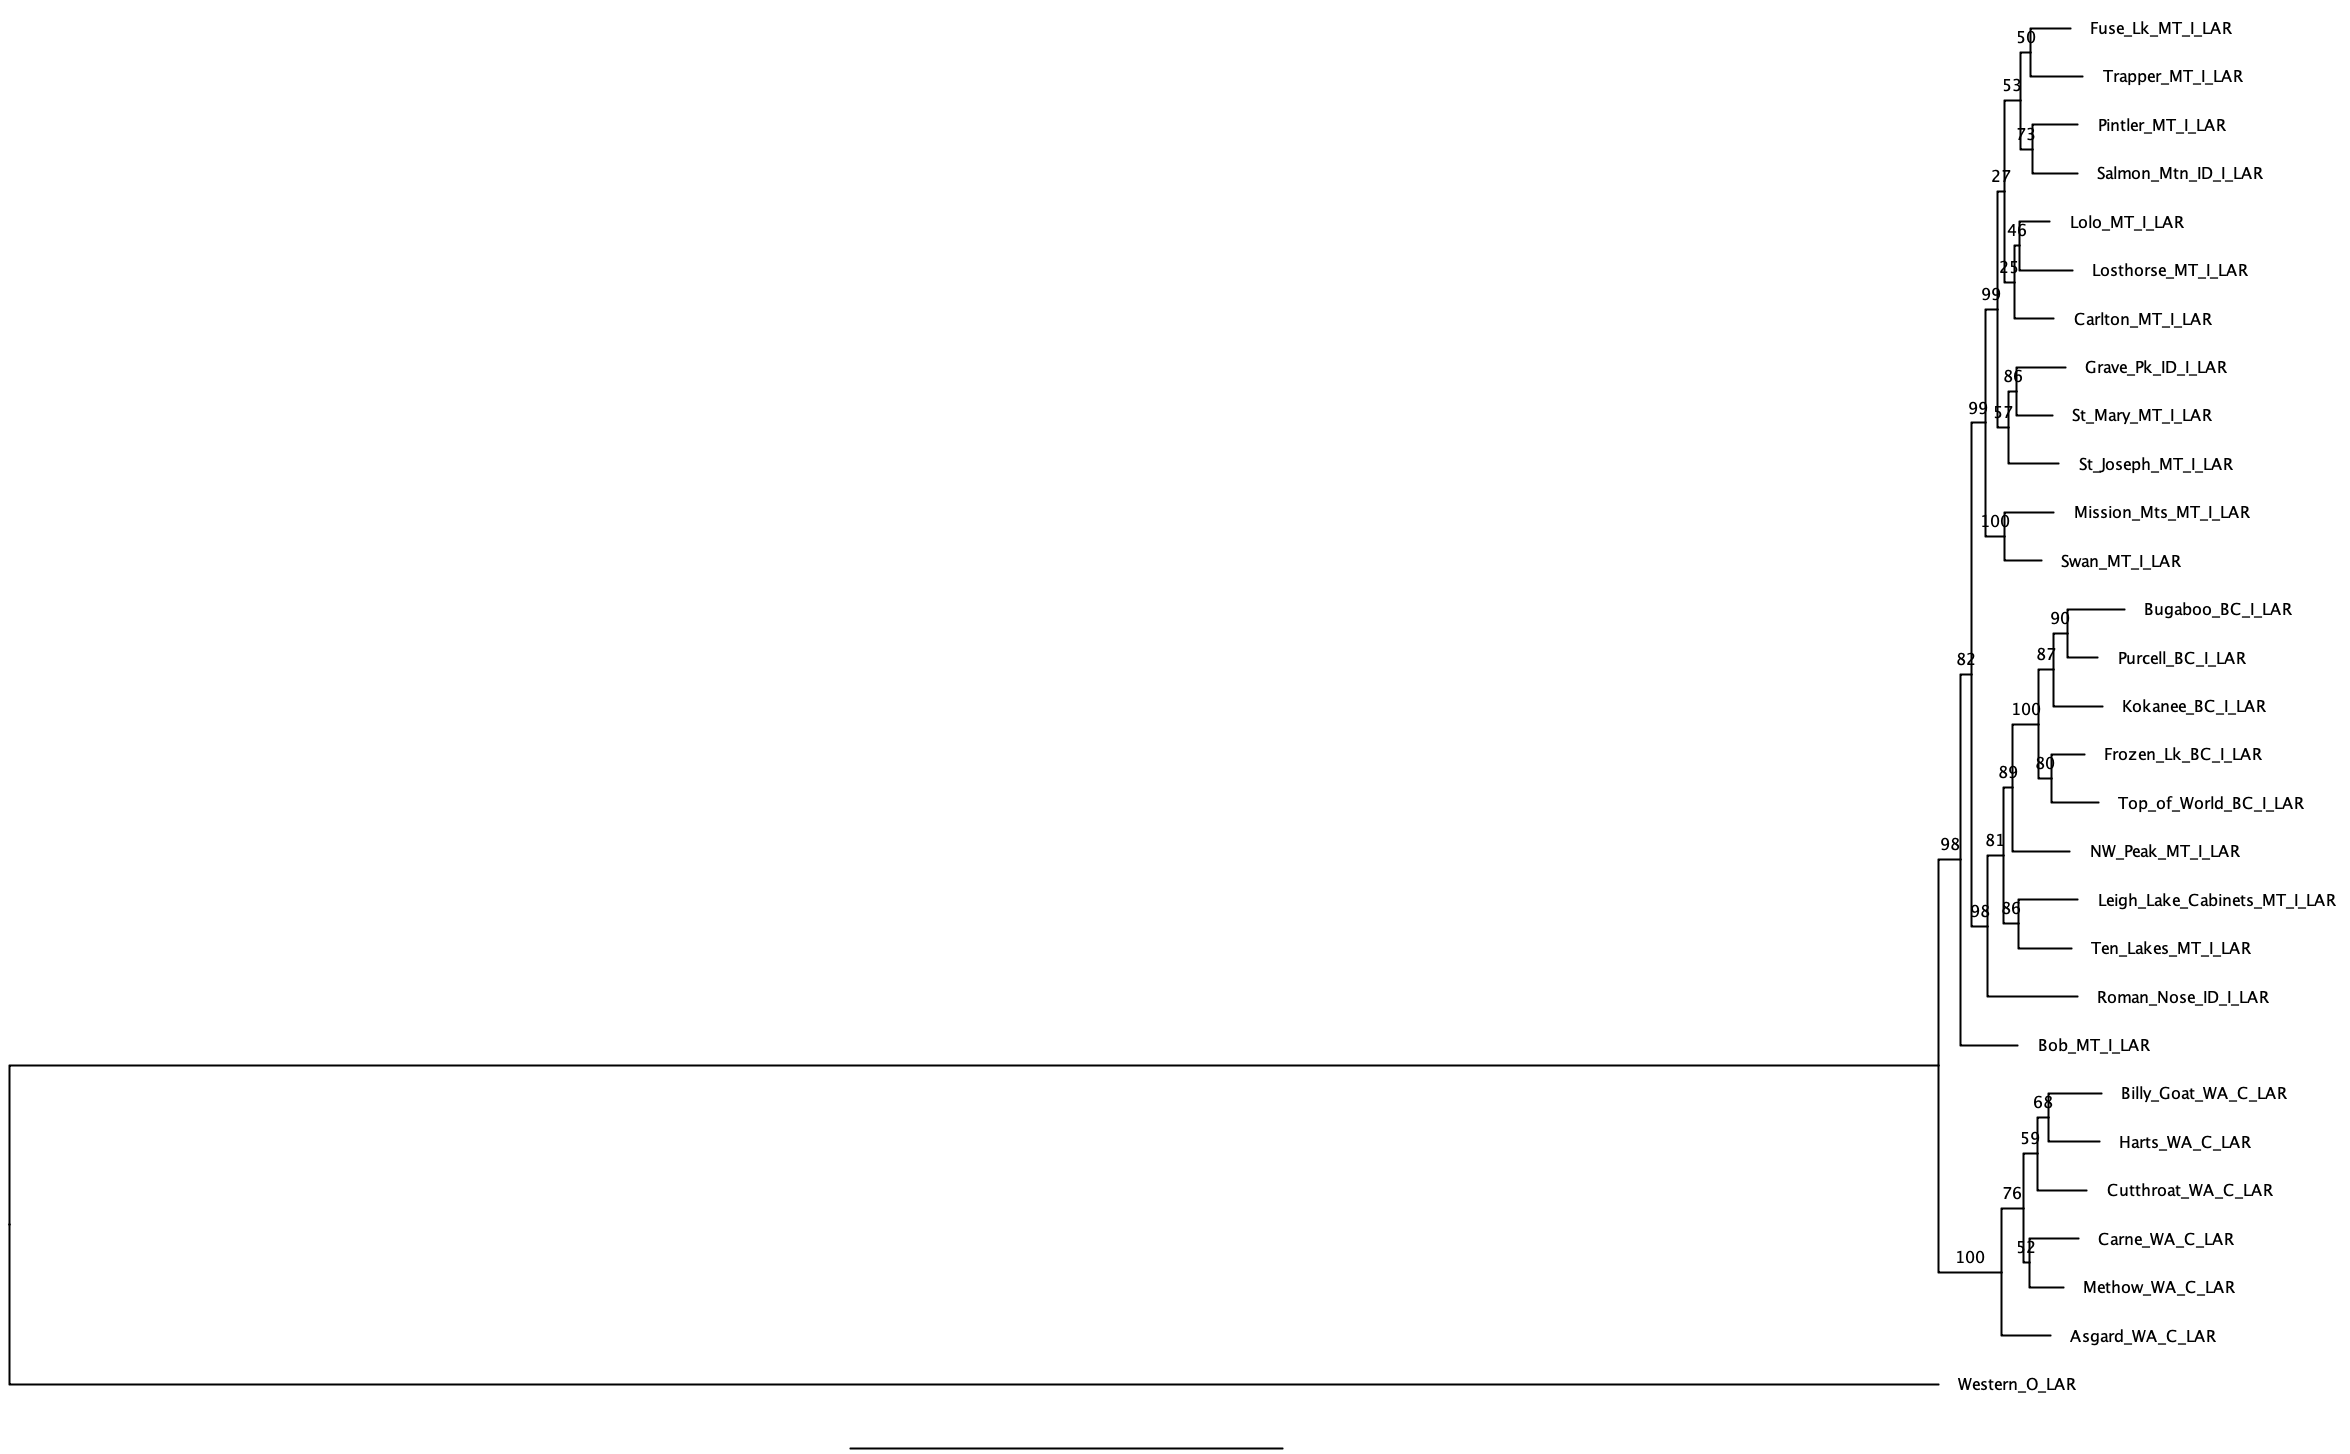 Fuse_Lk_MT_I_LAR
50
Trapper_MT_I_LAR
53
Pintler_MT_I_LAR
73
Salmon_Mtn_ID_I_LAR
27
Lolo_MT_I_LAR
46
Losthorse_MT_I_LAR
25
99
Carlton_MT_I_LAR
Grave_Pk_ID_I_LAR
86
99
57
St_Mary_MT_I_LAR
St_Joseph_MT_I_LAR
Mission_Mts_MT_I_LAR
100
Swan_MT_I_LAR
Bugaboo_BC_I_LAR
90
87
82
Purcell_BC_I_LAR
Kokanee_BC_I_LAR
100
Frozen_Lk_BC_I_LAR
80
89
Top_of_World_BC_I_LAR
81
98
NW_Peak_MT_I_LAR
Leigh_Lake_Cabinets_MT_I_LAR
86
98
Ten_Lakes_MT_I_LAR
Roman_Nose_ID_I_LAR
Bob_MT_I_LAR
Billy_Goat_WA_C_LAR
68
59
Harts_WA_C_LAR
Cutthroat_WA_C_LAR
76
Carne_WA_C_LAR
52
100
Methow_WA_C_LAR
Asgard_WA_C_LAR
Western_O_LAR